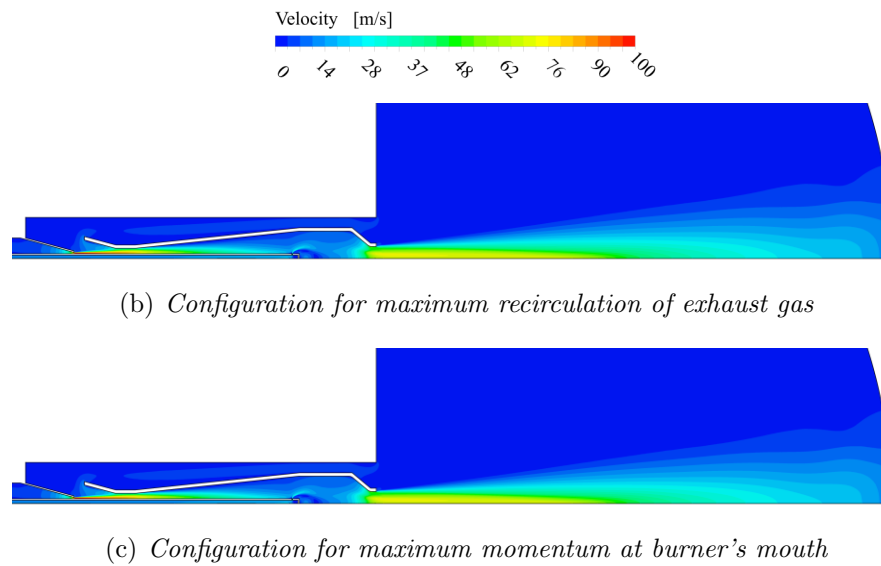 Velocity [m/s]
0 14 28 37 48 62 76 90 100
(b) Configuration for maximum recirculation of exhaust gas
(c) Configuration for maximum momentum at burner's mouth